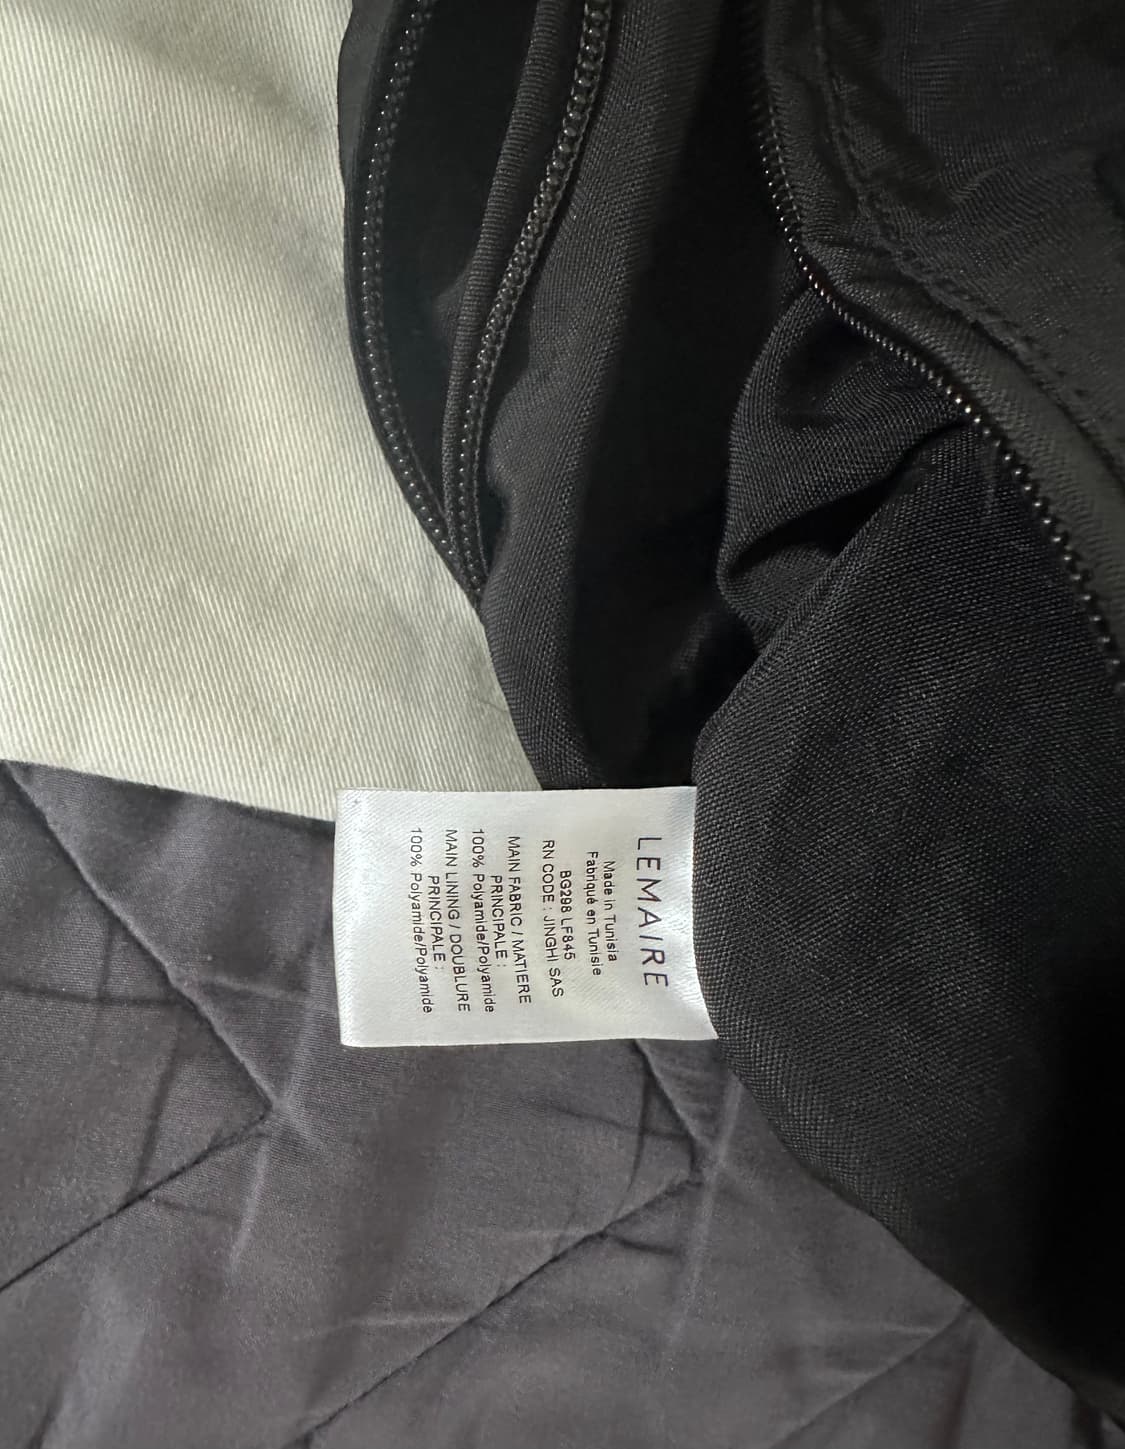 LEMAIRE
Made in Tunisia
Fabriqué en Tunisie
BG298 LF845
RN CODE : JINGHI SAS
MAIN FABRIC / MATIERE
PRINCIPALE :
100% Polyamide/Polyamide
MAIN LINING / DOUBLURE
PRINCIPALE :
100% Polyamide/Polyamide